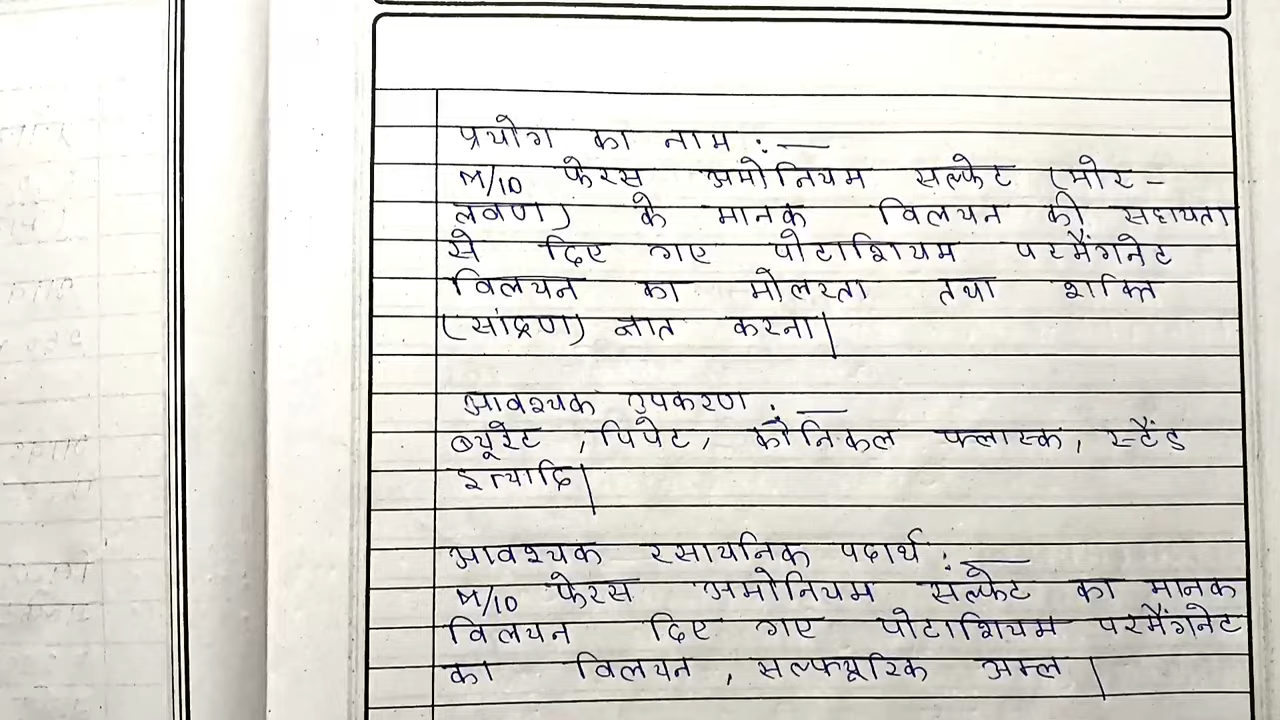 प्रयोग का नाम :—
M/10 फेरस अमोनियम सल्फेट (मोर –
लवण) के मानक विलयन की सहायता
से दिए गए पोटाशियम परमैंगनेट
विलयन का मोलरता तथा शक्ति
(सांद्रण) ज्ञात करना|
आवश्यक उपकरण :—
ब्यूरेट , पिपेट, कौनिकल फ्लास्क, स्टैंड
इत्यादि|
आवश्यक रसायनिक पदार्थ :—
M/10 फेरस अमोनियम सल्फेट का मानक
विलयन दिए गए पोटाशियम परमैंगनेट
का विलयन , सल्फ्यूरिक अम्ल |